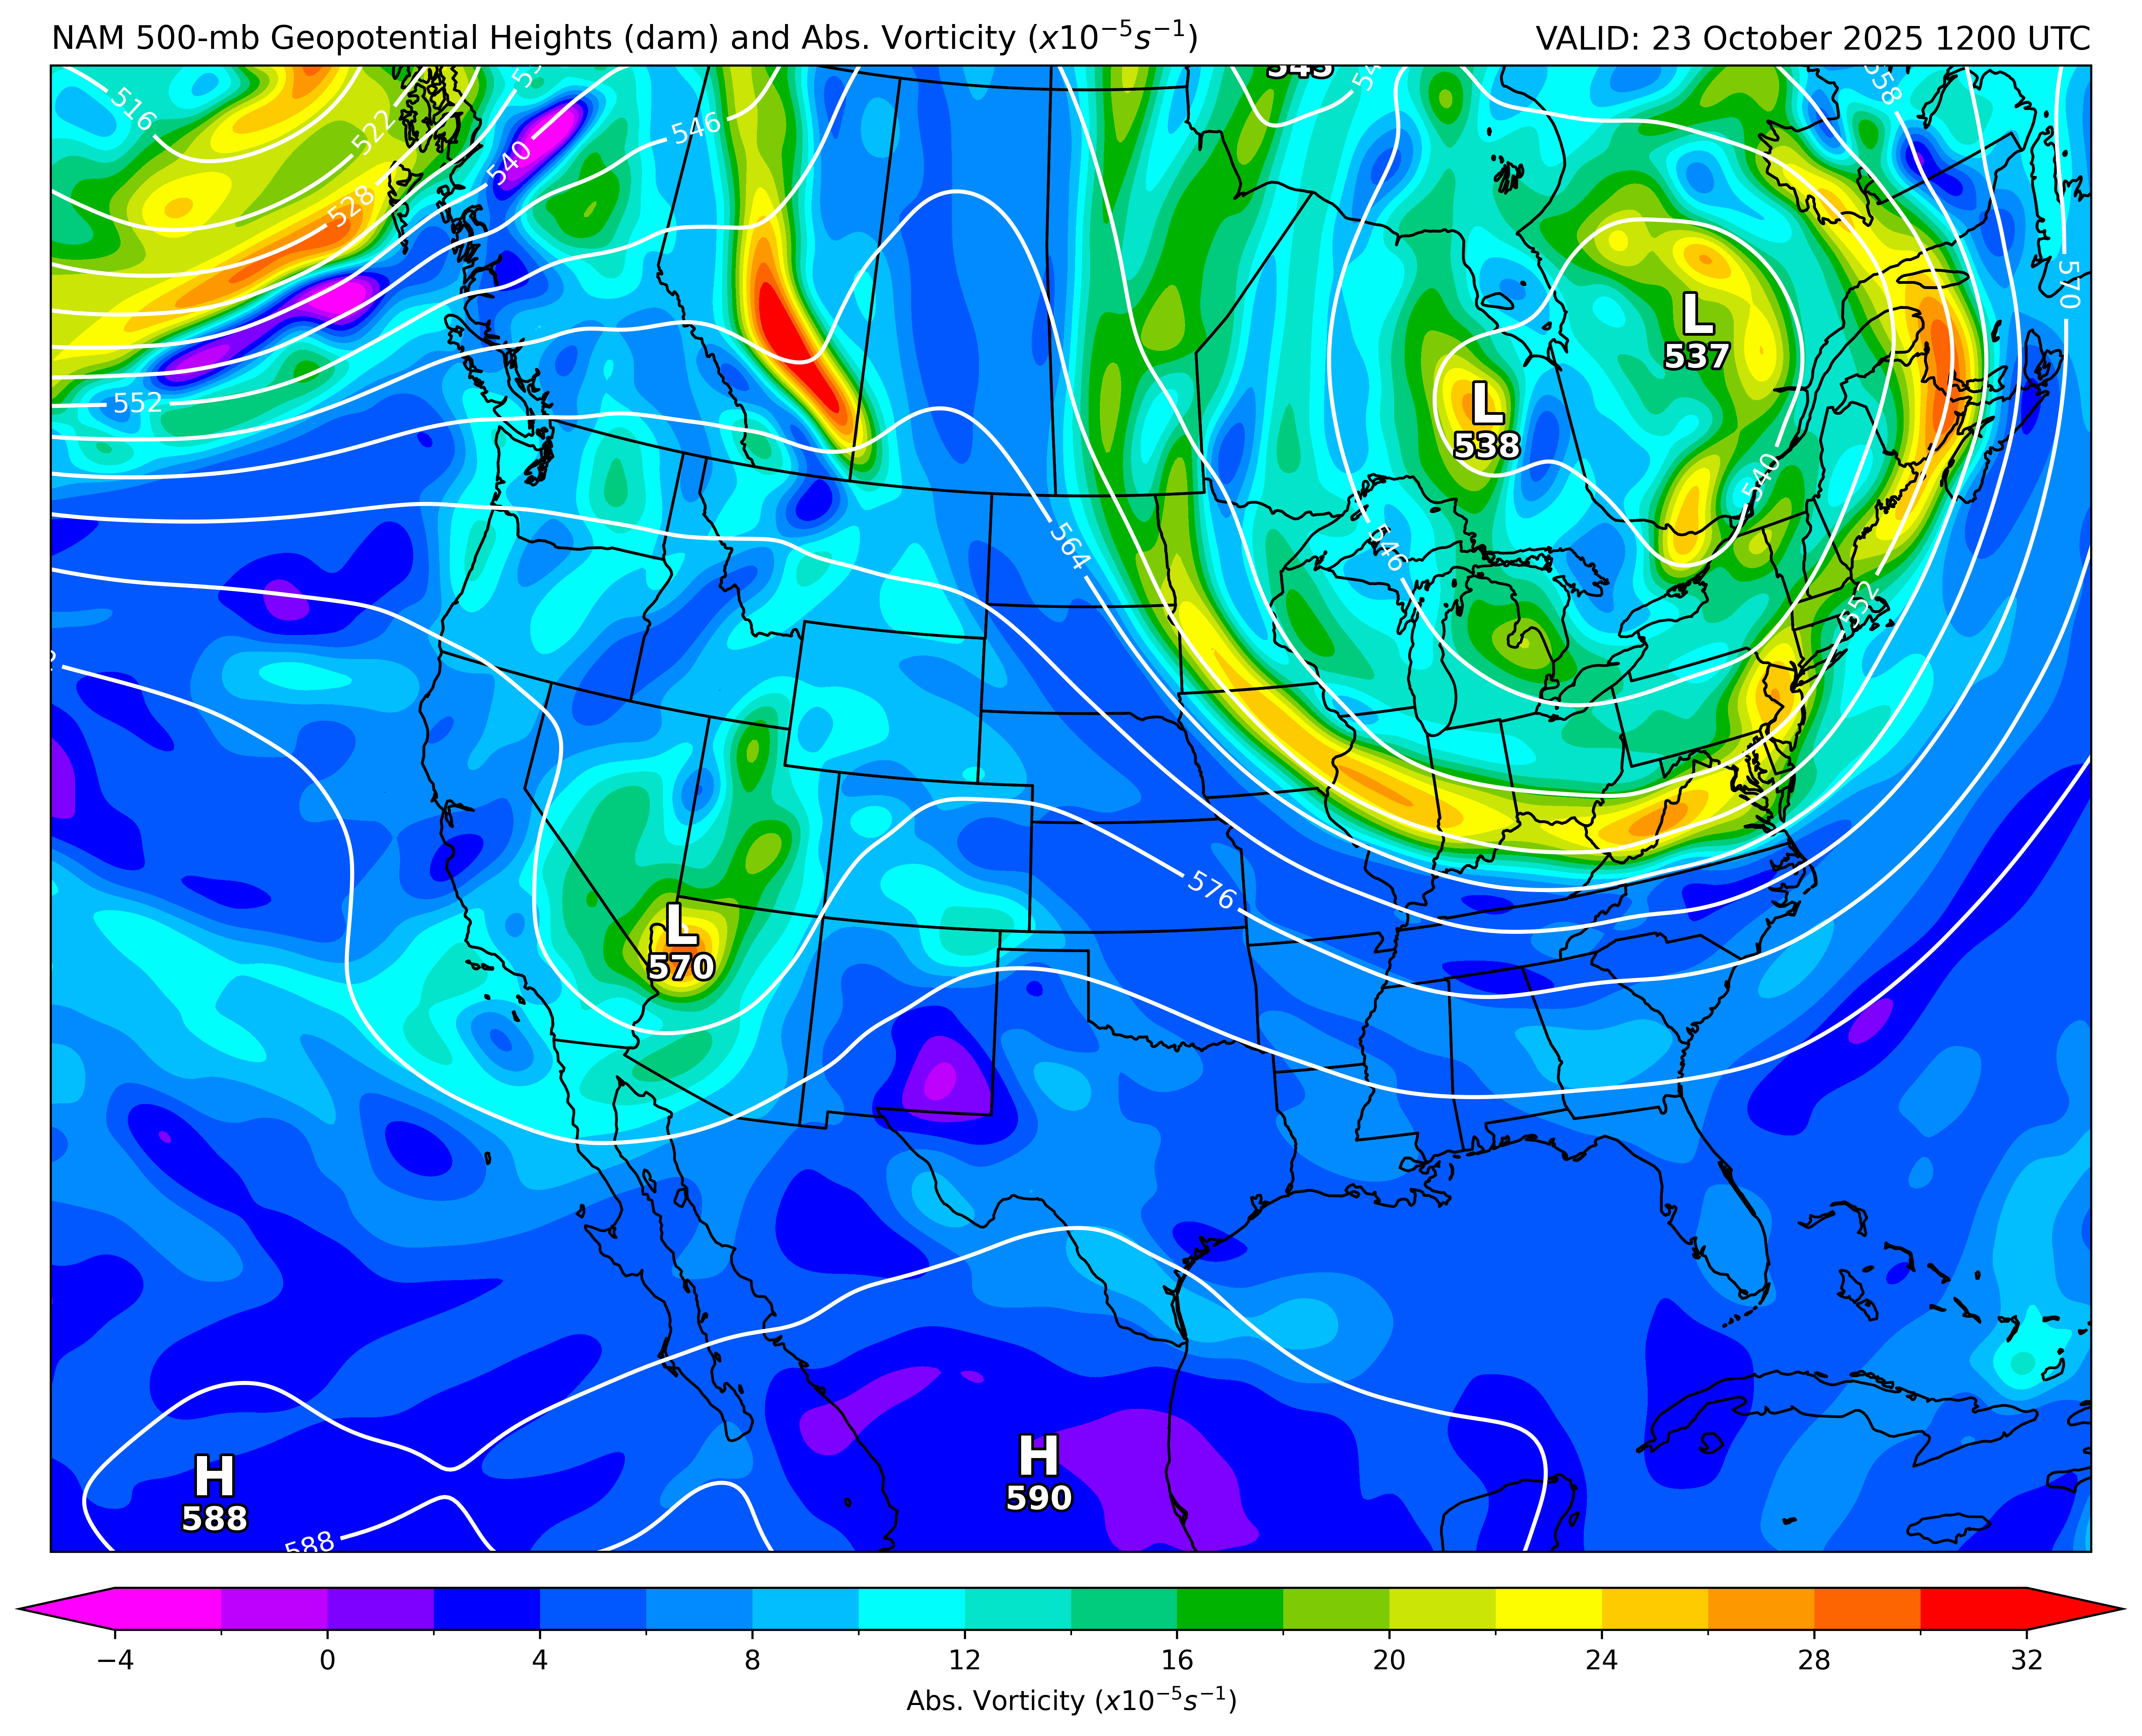 NAM 500-mb Geopotential Heights (dam) and Abs. Vorticity (x10⁻⁵s⁻¹)
VALID: 23 October 2025 1200 UTC
543
516
522
528
540
546
558
570
552
L
537
L
538
540
546
564
552
576
L
570
H
588
H
590
588
−4 0 4 8 12 16 20 24 28 32
Abs. Vorticity (x10⁻⁵s⁻¹)